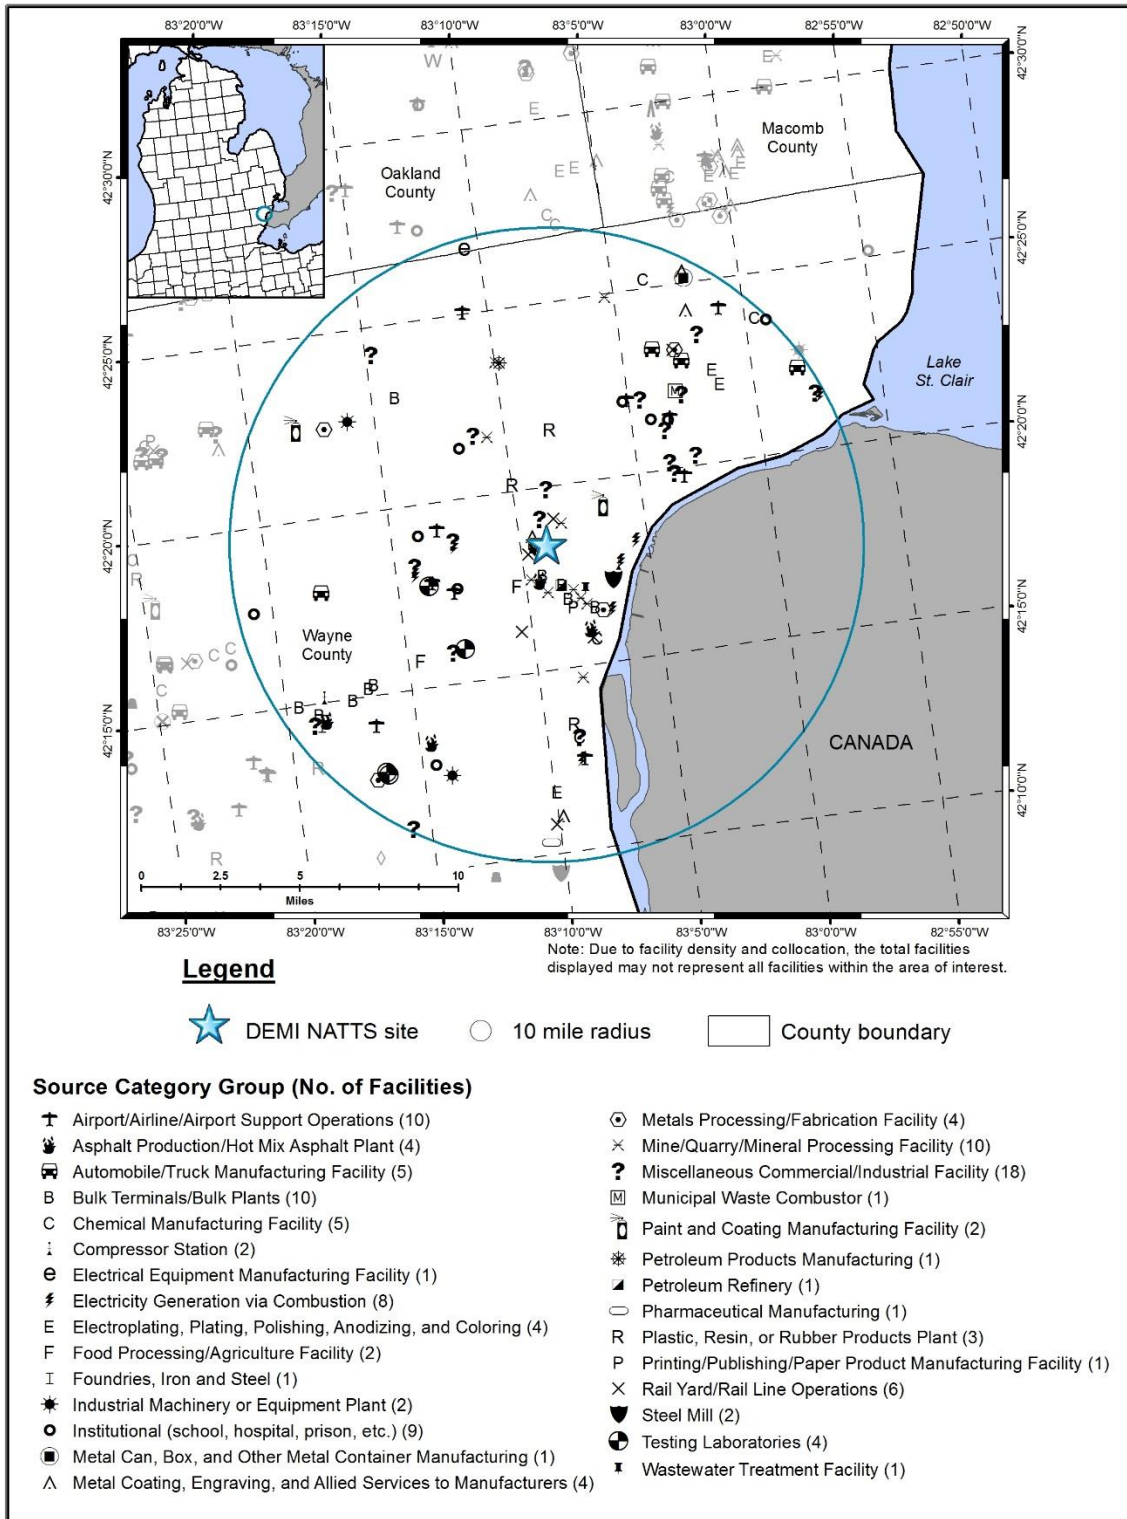 83°20'0"W 83°15'0"W 83°10'0"W 83°5'0"W 83°0'0"W 82°55'0"W 82°50'0"W
42°30'0"N
42°30'0"N
42°25'0"N
42°25'0"N
42°20'0"N
42°20'0"N
42°15'0"N
42°15'0"N
42°10'0"N
Oakland
County
Macomb
County
Lake
St. Clair
Wayne
County
CANADA
0 2.5 5 10
Miles
83°25'0"W 83°20'0"W 83°15'0"W 83°10'0"W 83°5'0"W 83°0'0"W 82°55'0"W
Note: Due to facility density and collocation, the total facilities
displayed may not represent all facilities within the area of interest.
Legend
DEMI NATTS site 10 mile radius County boundary
Source Category Group (No. of Facilities)
Airport/Airline/Airport Support Operations (10)
Asphalt Production/Hot Mix Asphalt Plant (4)
Automobile/Truck Manufacturing Facility (5)
B Bulk Terminals/Bulk Plants (10)
C Chemical Manufacturing Facility (5)
Compressor Station (2)
e Electrical Equipment Manufacturing Facility (1)
Electricity Generation via Combustion (8)
E Electroplating, Plating, Polishing, Anodizing, and Coloring (4)
F Food Processing/Agriculture Facility (2)
I Foundries, Iron and Steel (1)
Industrial Machinery or Equipment Plant (2)
Institutional (school, hospital, prison, etc.) (9)
Metal Can, Box, and Other Metal Container Manufacturing (1)
Metal Coating, Engraving, and Allied Services to Manufacturers (4)
Metals Processing/Fabrication Facility (4)
Mine/Quarry/Mineral Processing Facility (10)
? Miscellaneous Commercial/Industrial Facility (18)
M Municipal Waste Combustor (1)
Paint and Coating Manufacturing Facility (2)
Petroleum Products Manufacturing (1)
Petroleum Refinery (1)
Pharmaceutical Manufacturing (1)
R Plastic, Resin, or Rubber Products Plant (3)
P Printing/Publishing/Paper Product Manufacturing Facility (1)
Rail Yard/Rail Line Operations (6)
Steel Mill (2)
Testing Laboratories (4)
Wastewater Treatment Facility (1)